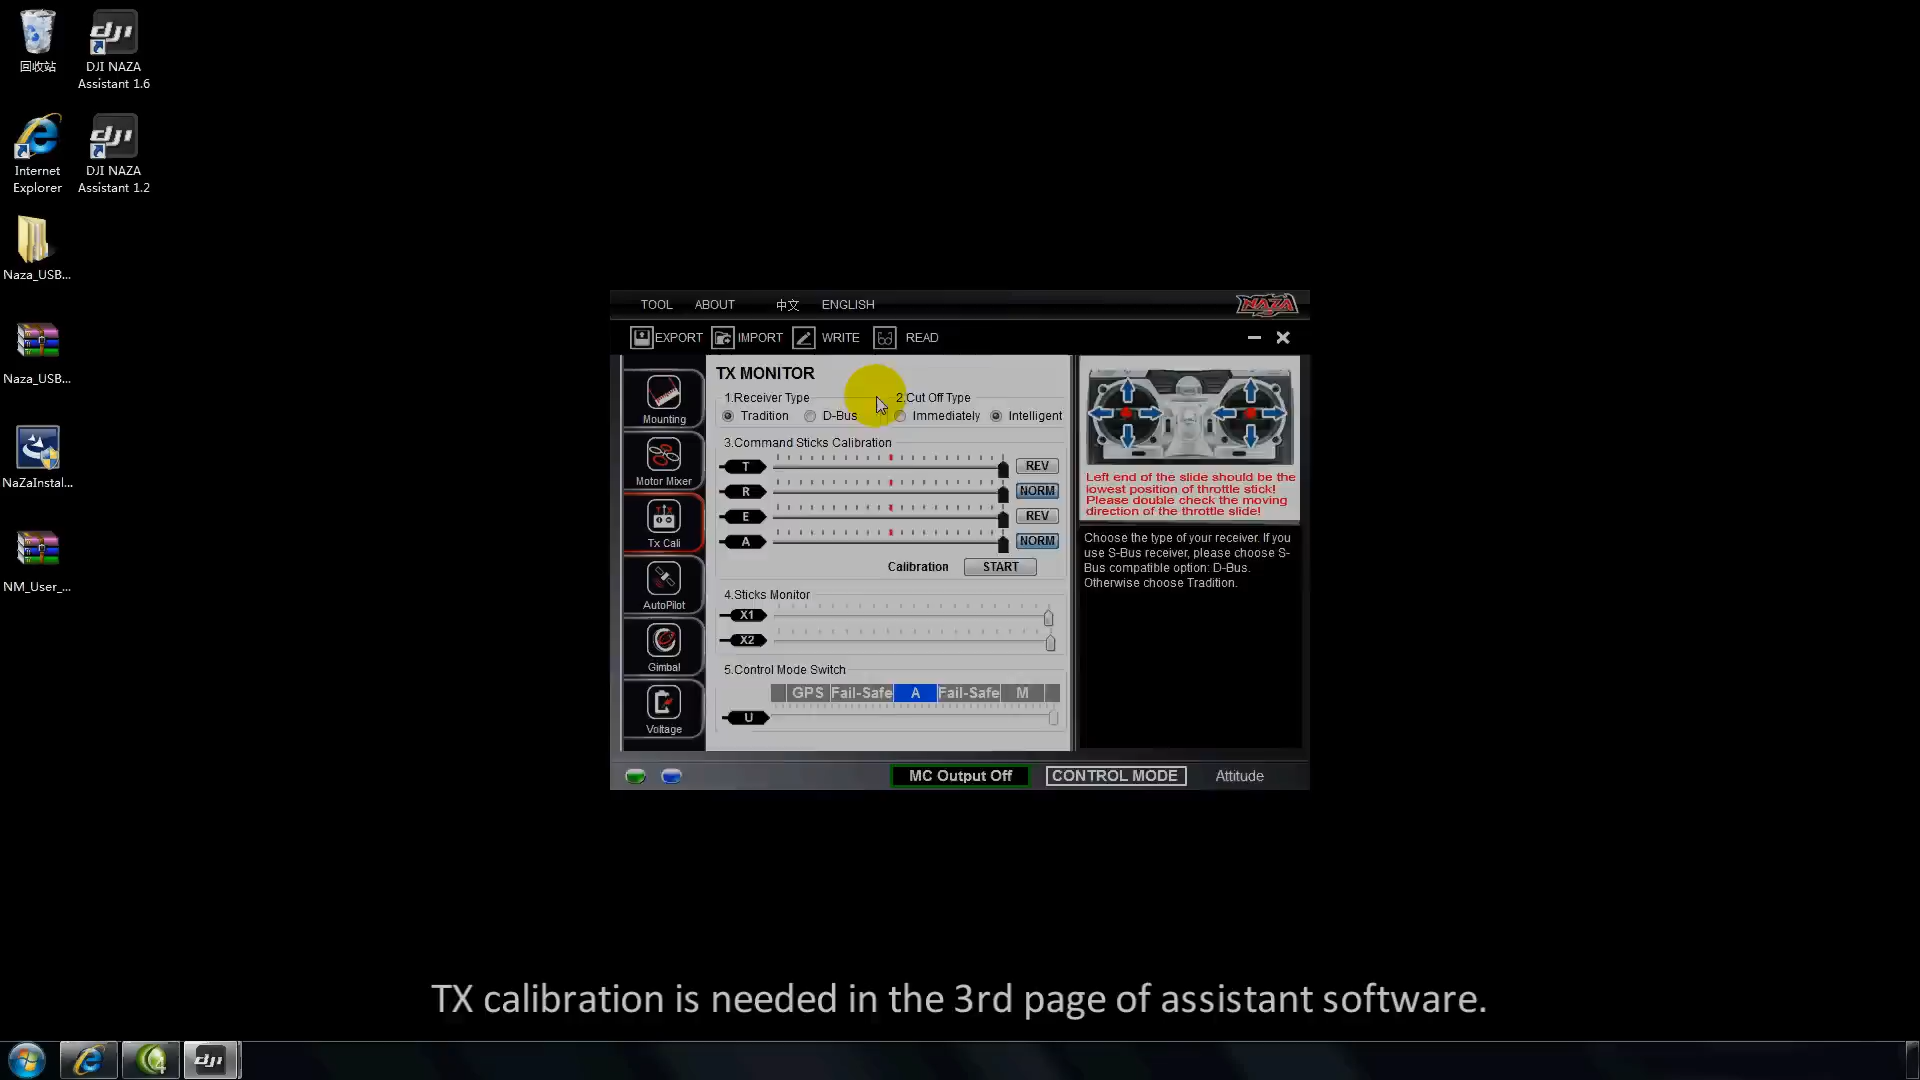 回收站
DJI NAZA
Assistant 1.6
Internet
Explorer
DJI NAZA
Assistant 1.2
Naza_USB...
Naza_USB...
NaZaInstal...
NM_User_...
TOOL ABOUT 中文 ENGLISH
NAZA
EXPORT IMPORT WRITE READ
Mounting
Motor Mixer
Tx Cali
AutoPilot
Gimbal
Voltage
TX MONITOR
1.Receiver Type 2.Cut Off Type
Tradition D-Bus Immediately Intelligent
3.Command Sticks Calibration
T REV
R NORM
E REV
A NORM
Calibration START
4.Sticks Monitor
X1
X2
5.Control Mode Switch
GPS Fail-Safe A Fail-Safe M
U
Left end of the slide should be the
lowest position of throttle stick!
Please double check the moving
direction of the throttle slide!
Choose the type of your receiver. If you
use S-Bus receiver, please choose S-
Bus compatible option: D-Bus.
Otherwise choose Tradition.
MC Output Off CONTROL MODE Attitude
TX calibration is needed in the 3rd page of assistant software.
dji
dji
4
dji